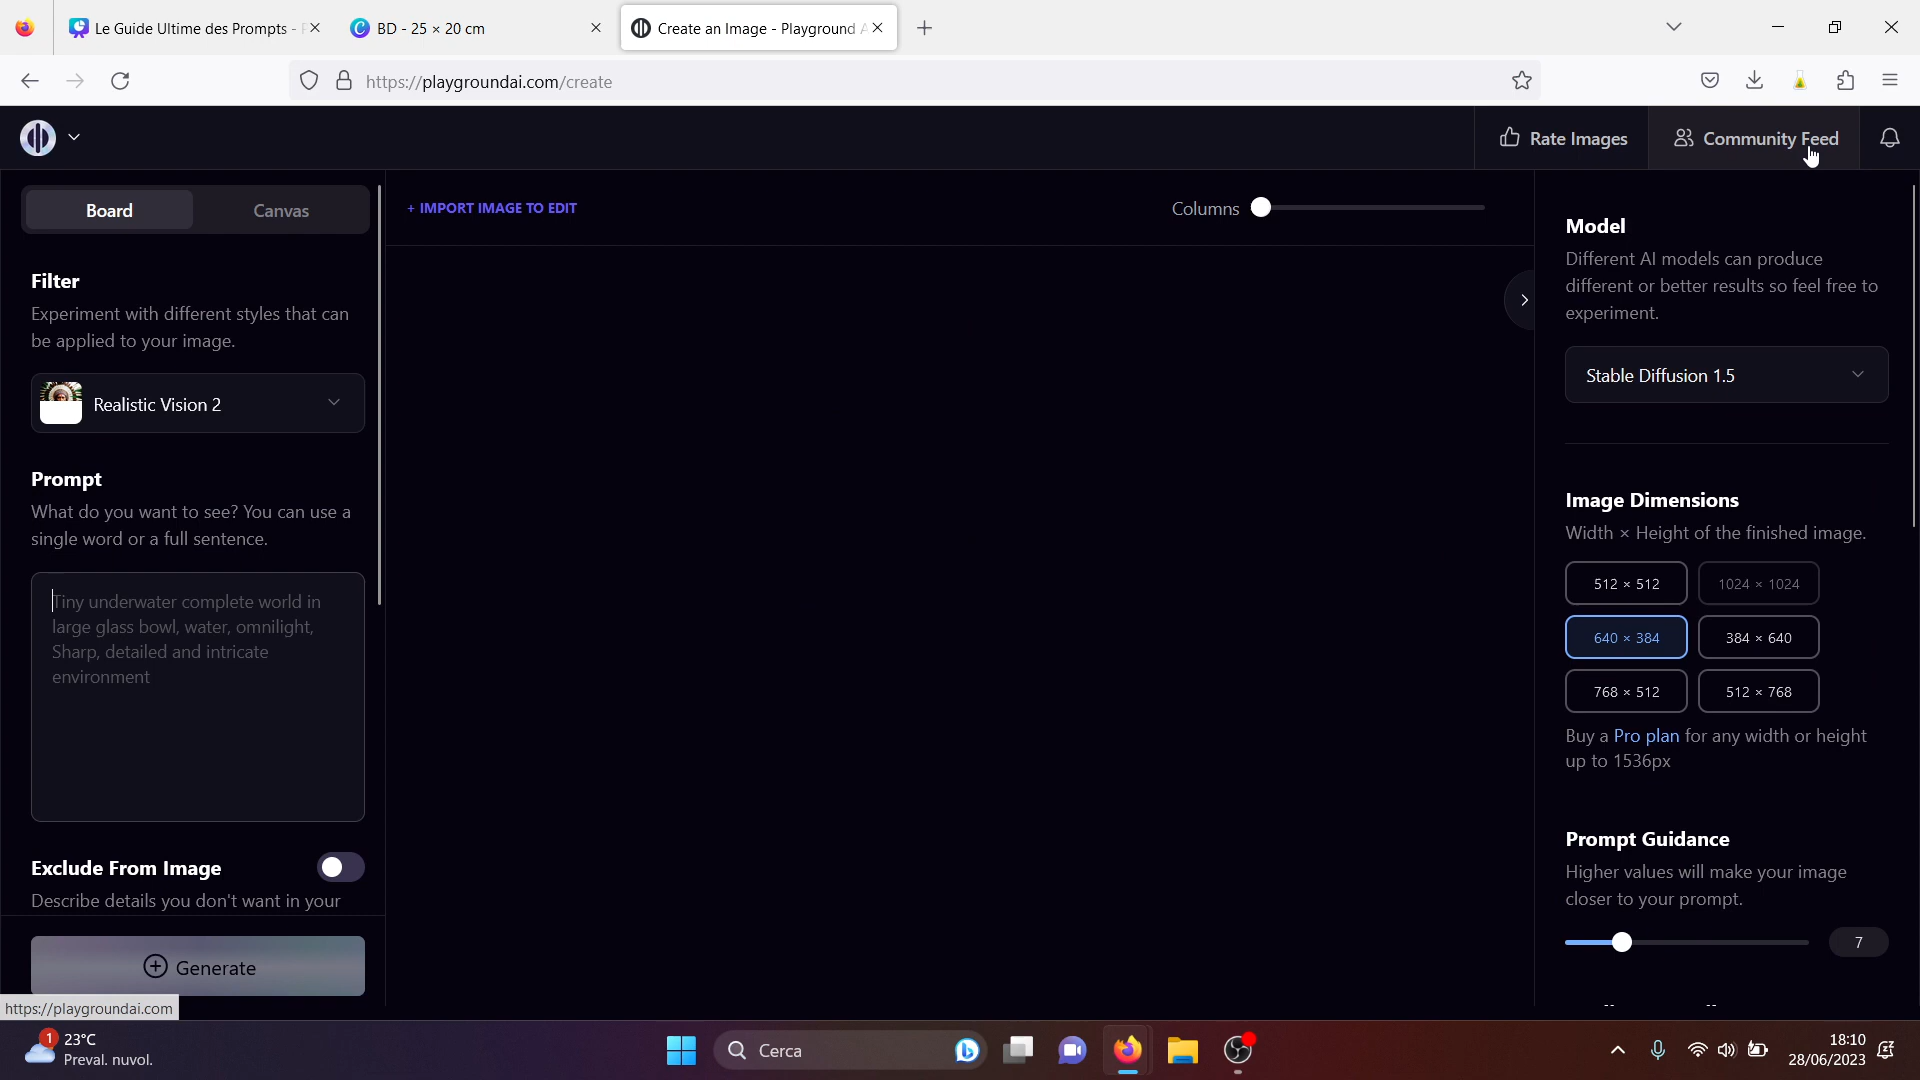 Le Guide Ultime des Prompts -
BD - 25 × 20 cm
Create an Image - Playground A
https://playgroundai.com/create
Rate Images
Community Feed
Board
Canvas
+ IMPORT IMAGE TO EDIT
Columns
Filter
Experiment with different styles that can
be applied to your image.
Realistic Vision 2
Prompt
What do you want to see? You can use a
single word or a full sentence.
Tiny underwater complete world in
large glass bowl, water, omnilight,
Sharp, detailed and intricate
environment
Exclude From Image
Describe details you don't want in your
Generate
https://playgroundai.com
Model
Different AI models can produce
different or better results so feel free to
experiment.
Stable Diffusion 1.5
Image Dimensions
Width × Height of the finished image.
512 × 512
1024 × 1024
640 × 384
384 × 640
768 × 512
512 × 768
Buy a Pro plan for any width or height
up to 1536px
Prompt Guidance
Higher values will make your image
closer to your prompt.
7
1
23°C
Preval. nuvol.
Cerca
18:10
28/06/2023